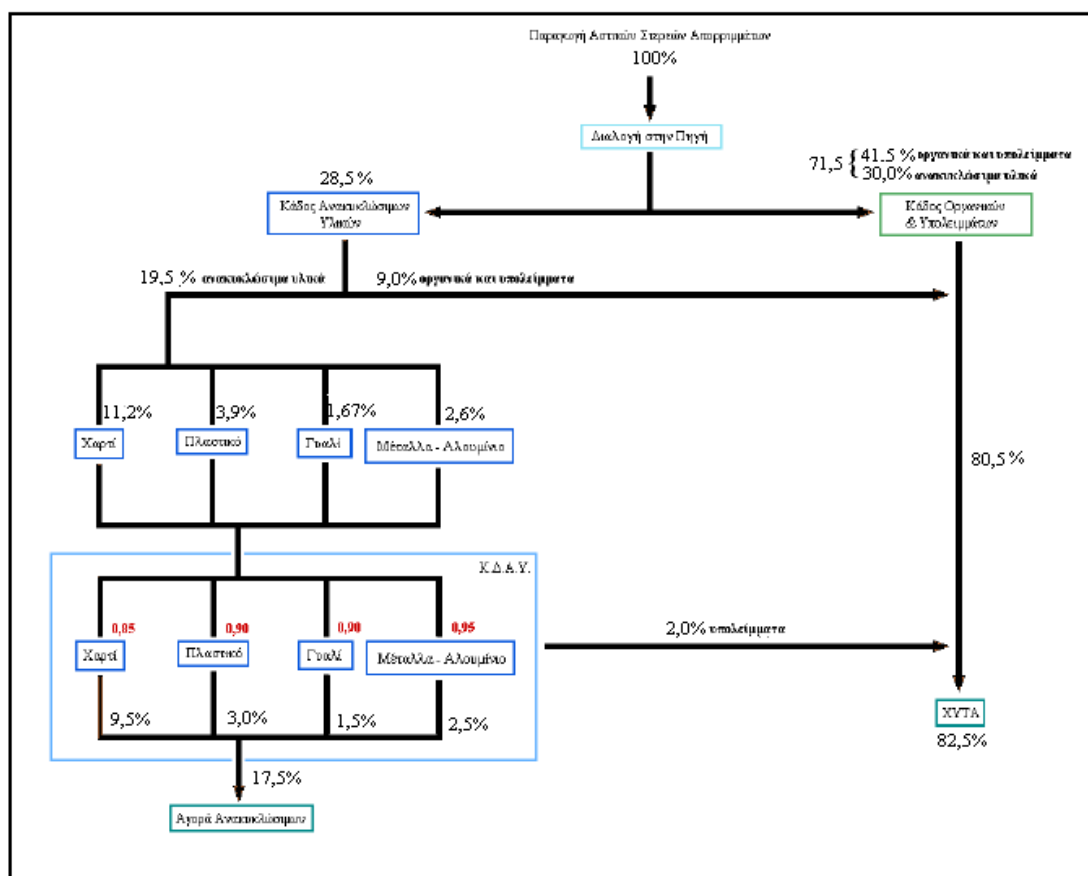 Παραγωγή Αστικών Στερεών Απορριμμάτων
100%
Διαλογή στην Πηγή
71,5 { 41.5 % οργανικά και υπολείμματα
30,0% ανακυκλώσιμα υλικά
28,5 %
Κάδος Ανακυκλώσιμων
Υλικών
Κάδος Οργανικών
& Υπολειμμάτων
19,5 % ανακυκλώσιμα υλικά
9,0% οργανικά και υπολείμματα
11,2%
3,9%
1,67%
2,6%
Χαρτί
Πλαστικό
Γυαλί
Μέταλλα - Αλουμίνιο
80,5 %
Κ.Δ.Α.Υ.
0,85
0,90
0,90
0,95
2,0% υπολείμματα
Χαρτί
Πλαστικό
Γυαλί
Μέταλλα - Αλουμίνιο
9,5%
3,0%
1,5%
2,5%
ΧΥΤΑ
82,5%
17,5%
Αγορά Ανακυκλώσιμων